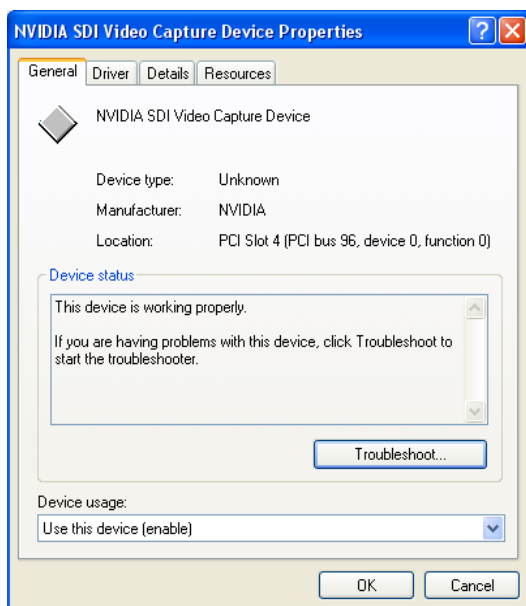 NVIDIA SDI Video Capture Device Properties
General Driver Details Resources
NVIDIA SDI Video Capture Device
Device type: Unknown
Manufacturer: NVIDIA
Location: PCI Slot 4 (PCI bus 96, device 0, function 0)
Device status
This device is working properly.
If you are having problems with this device, click Troubleshoot to
start the troubleshooter.
Troubleshoot...
Device usage:
Use this device (enable)
OK Cancel